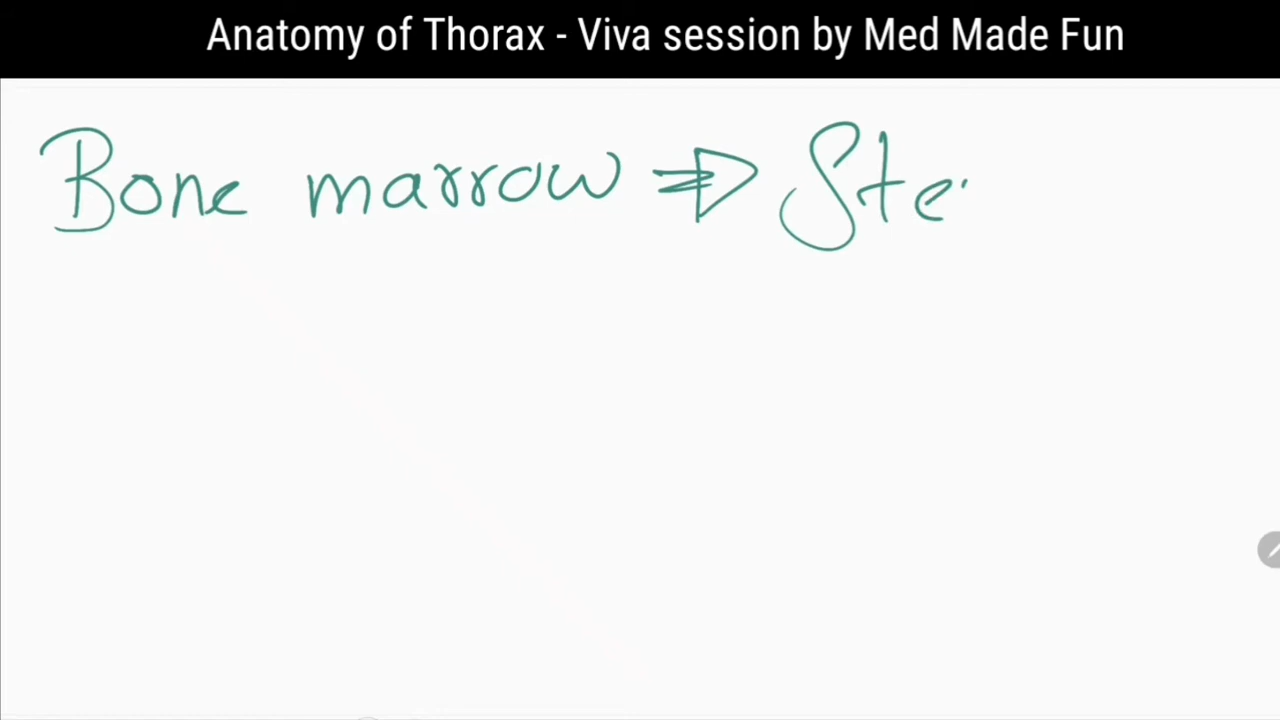 Anatomy of Thorax - Viva session by Med Made Fun
Bone marrow ⇒ Ste